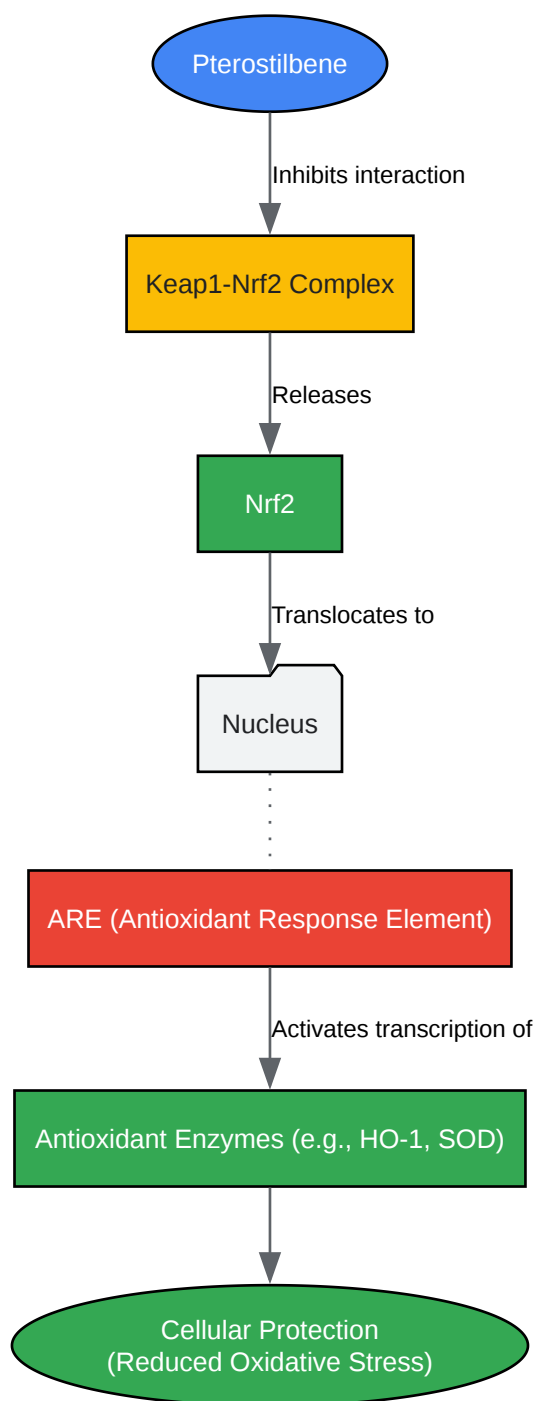 Pterostilbene
Inhibits interaction
Keap1-Nrf2 Complex
Releases
Nrf2
Translocates to
Nucleus
ARE (Antioxidant Response Element)
Activates transcription of
Antioxidant Enzymes (e.g., HO-1, SOD)
Cellular Protection
(Reduced Oxidative Stress)